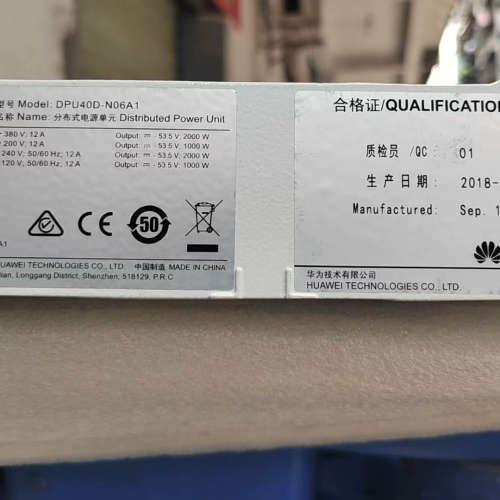 型号 Model: DPU40D-N06A1
名称 Name: 分布式电源单元 Distributed Power Unit
380 V; 12 A Output: ⎓ -53.5 V; 2000 W
200 V; 12 A Output: ⎓ -53.5 V; 1000 W
240 V; 50/60 Hz; 12 A Output: ⎓ -53.5 V; 2000 W
120 V; 50/60 Hz; 12 A Output: ⎓ -53.5 V; 1000 W
CE
50
A1
HUAWEI TECHNOLOGIES CO., LTD. 中国制造 MADE IN CHINA
Longgang District, Shenzhen, 518129, P.R.C
合格证/QUALIFICATION
质检员 /QC: 01
生产日期: 2018-
Manufactured: Sep. 1
华为技术有限公司
HUAWEI TECHNOLOGIES CO., LTD.